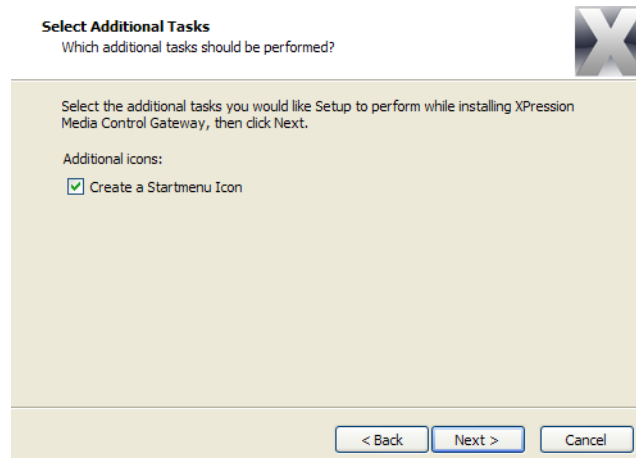 Select Additional Tasks
Which additional tasks should be performed?
X
Select the additional tasks you would like Setup to perform while installing XPression
Media Control Gateway, then click Next.
Additional icons:
Create a Startmenu Icon
< Back Next > Cancel